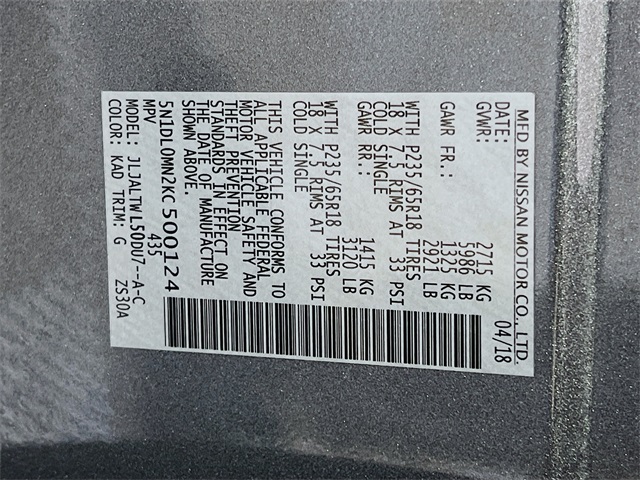 MFD BY NISSAN MOTOR CO., LTD.
DATE: 04/18
GVWR: 2715 KG
5986 LB
GAWR FR.: 1325 KG
2921 LB
WITH P235/65R18 TIRES
18 X 7.5 RIMS AT 33 PSI
COLD SINGLE
GAWR RR.: 1415 KG
3120 LB
WITH P235/65R18 TIRES
18 X 7.5 RIMS AT 33 PSI
COLD SINGLE
THIS VEHICLE CONFORMS TO
ALL APPLICABLE FEDERAL
MOTOR VEHICLE SAFETY AND
THEFT PREVENTION
STANDARDS IN EFFECT ON
THE DATE OF MANUFACTURE
SHOWN ABOVE.
5N1DL0MN2KC500124
MPV 435
MODEL: JLJALTWL50DU7--A-C
COLOR: KAD TRIM: G ZS30A